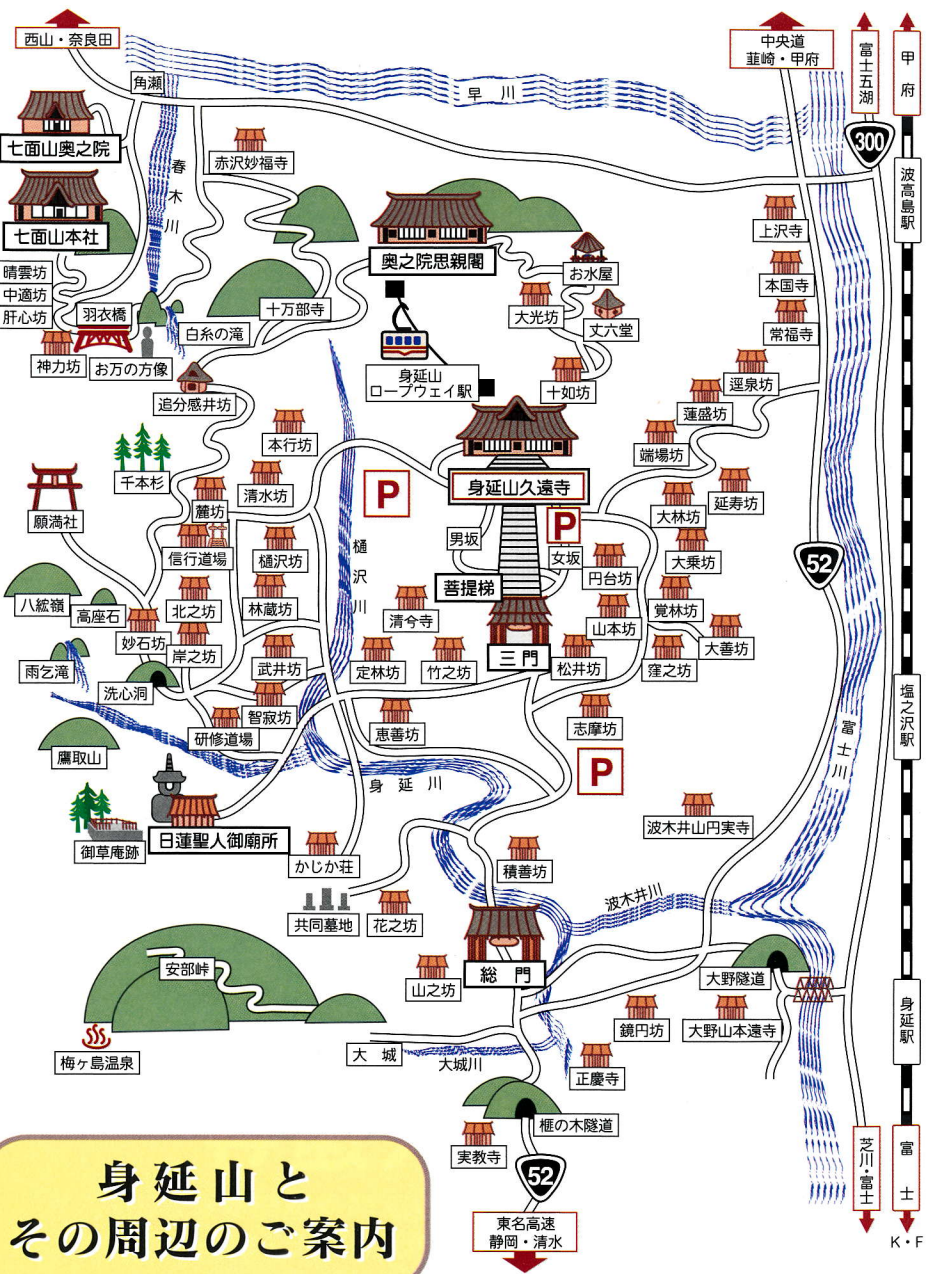 西山・奈良田
中央道
韮崎・甲府
富士五湖
甲府
角瀬
早川
300
七面山奥之院
春木川
赤沢妙福寺
波高島駅
七面山本社
上沢寺
奥之院思親閣
お水屋
晴雲坊
中適坊
肝心坊
本国寺
羽衣橋
十万部寺
大光坊
丈六堂
白糸の滝
常福寺
神力坊
お万の方像
身延山
ロープウェイ駅
十如坊
逕泉坊
追分感井坊
蓮盛坊
本行坊
端場坊
千本杉
清水坊
P
身延山久遠寺
延寿坊
麓坊
大林坊
願満社
P
信行道場
樋沢坊
樋沢川
男坂
女坂
円台坊
大乗坊
52
菩提梯
八紘嶺
高座石
北之坊
林蔵坊
清兮寺
山本坊
覚林坊
妙石坊
岸之坊
三門
大善坊
雨乞滝
武井坊
定林坊
竹之坊
松井坊
窪之坊
洗心洞
智寂坊
塩之沢駅
研修道場
恵善坊
志摩坊
富士川
鷹取山
身延川
P
日蓮聖人御廟所
波木井山円実寺
御草庵跡
かじか荘
積善坊
共同墓地
花之坊
波木井川
安部峠
山之坊
総門
大野隧道
鏡円坊
大野山本遠寺
身延駅
梅ヶ島温泉
大城
大城川
正慶寺
榧の木隧道
実教寺
52
芝川・富士
富士
身延山と
その周辺のご案内
東名高速
静岡・清水
K・F